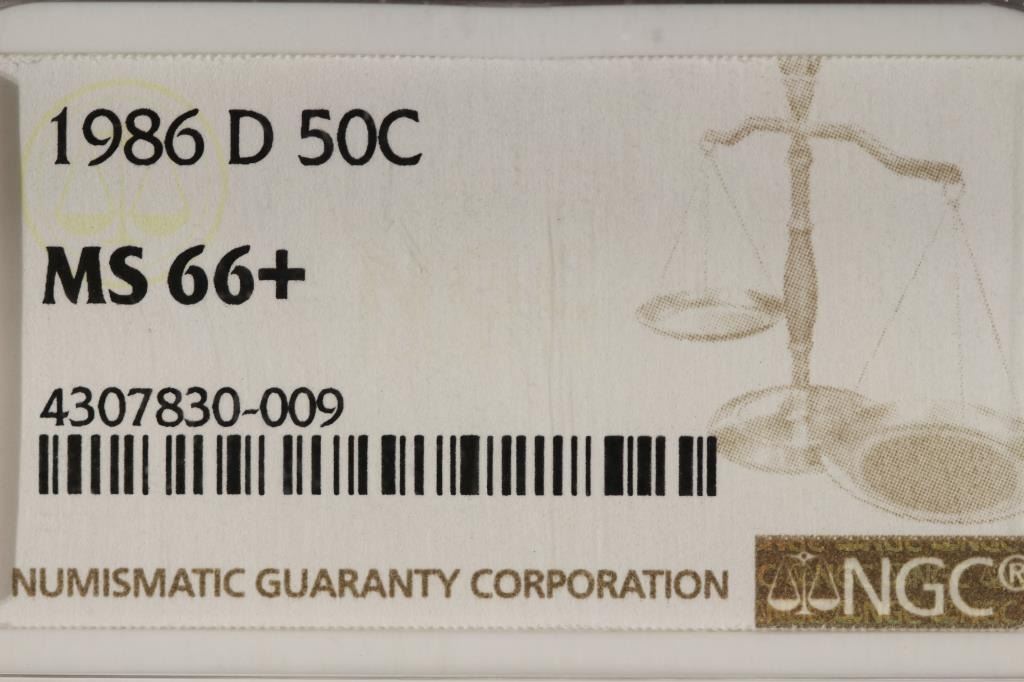 1986 D 50C
MS 66+
4307830-009
NUMISMATIC GUARANTY CORPORATION
NGC®